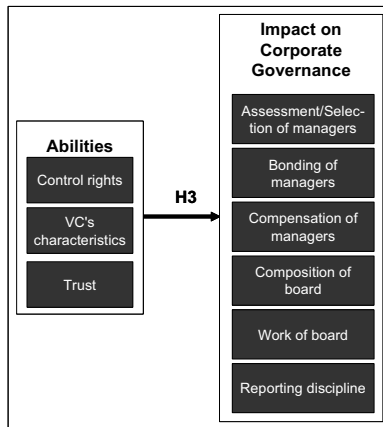 Abilities
Control rights
VC's
characteristics
Trust
H3
Impact on
Corporate
Governance
Assessment/Selec-
tion of managers
Bonding of
managers
Compensation of
managers
Composition of
board
Work of board
Reporting discipline